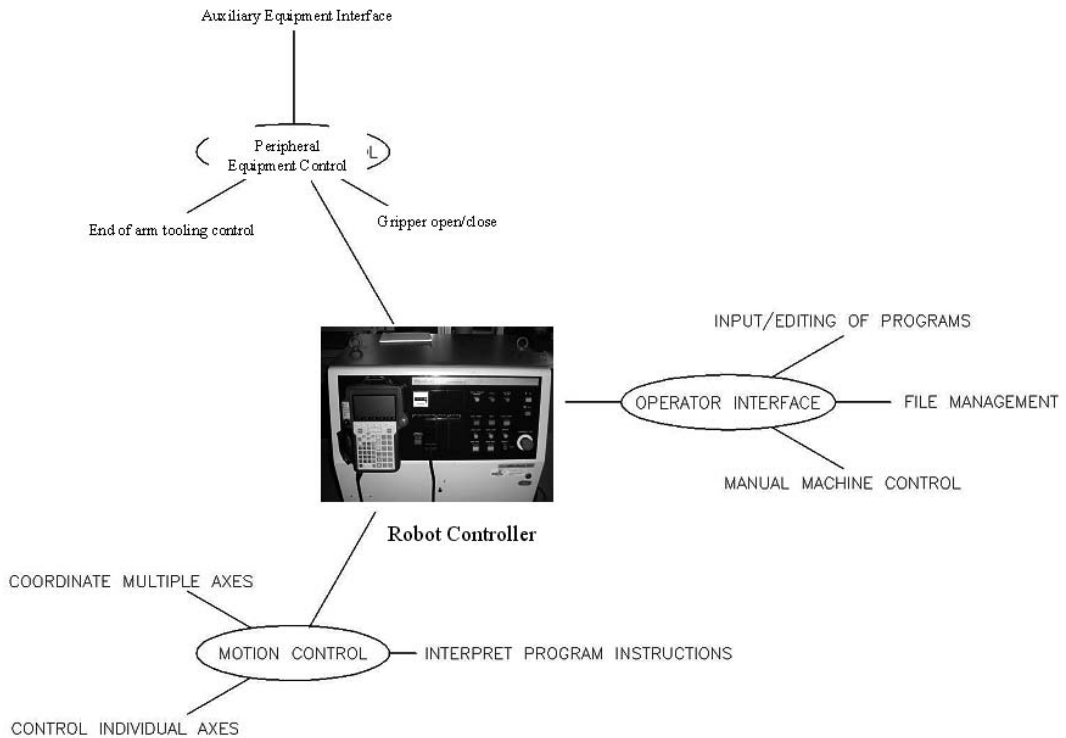 Auxiliary Equipment Interface
Peripheral
Equipment Control
L
End of arm tooling control
Gripper open/close
INPUT/EDITING OF PROGRAMS
OPERATOR INTERFACE
FILE MANAGEMENT
MANUAL MACHINE CONTROL
Robot Controller
COORDINATE MULTIPLE AXES
MOTION CONTROL
INTERPRET PROGRAM INSTRUCTIONS
CONTROL INDIVIDUAL AXES